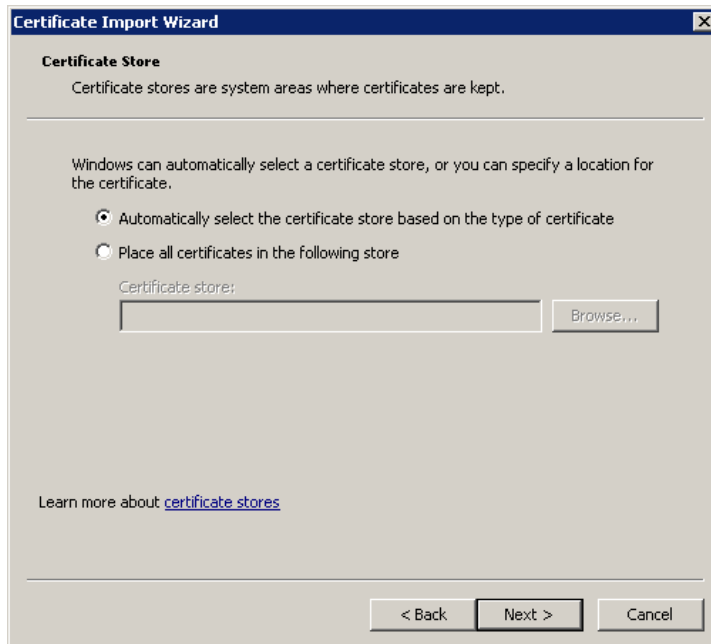 Certificate Import Wizard
Certificate Store
Certificate stores are system areas where certificates are kept.
Windows can automatically select a certificate store, or you can specify a location for
the certificate.
Automatically select the certificate store based on the type of certificate
Place all certificates in the following store
Certificate store:
Browse...
Learn more about certificate stores
< Back Next > Cancel